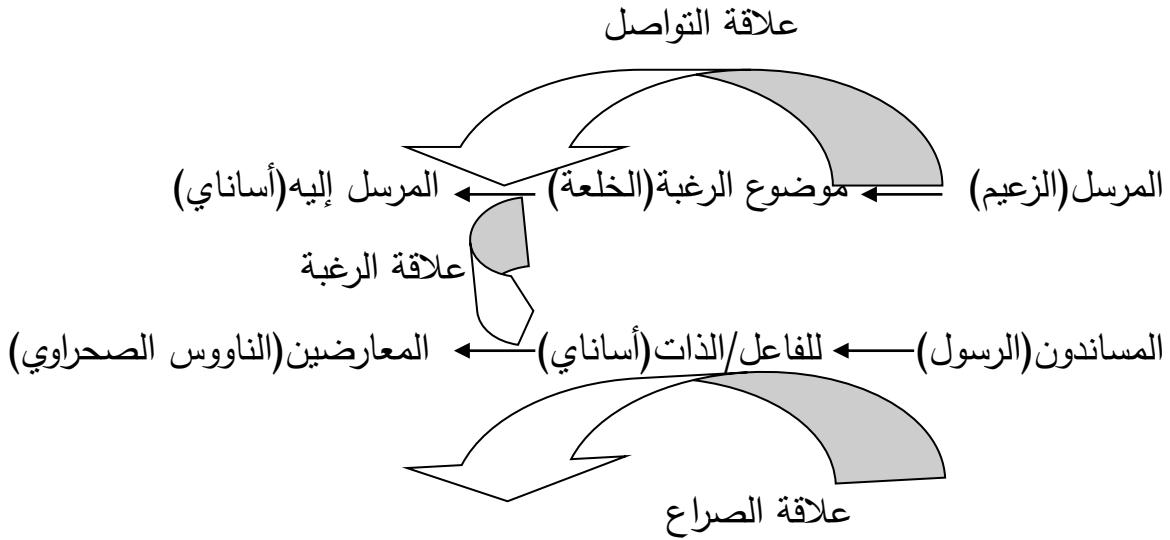 علاقة التواصل
المرسل(الزعيم) موضوع الرغبة(الخلعة) المرسل إليه(أساناي)
علاقة الرغبة
المساندون(الرسول) للفاعل/الذات(أساناي) المعارضين(الناووس الصحراوي)
علاقة الصراع